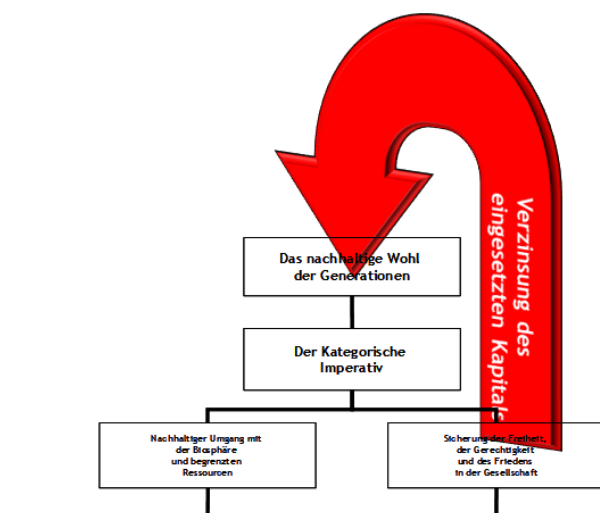 Verzinsung des
eingesetzten Kapitals
Das nachhaltige Wohl
der Generationen
Der Kategorische
Imperativ
Nachhaltiger Umgang mit
der Biosphäre
und begrenzten
Ressourcen
Sicherung der Freiheit,
der Gerechtigkeit
und des Friedens
in der Gesellschaft